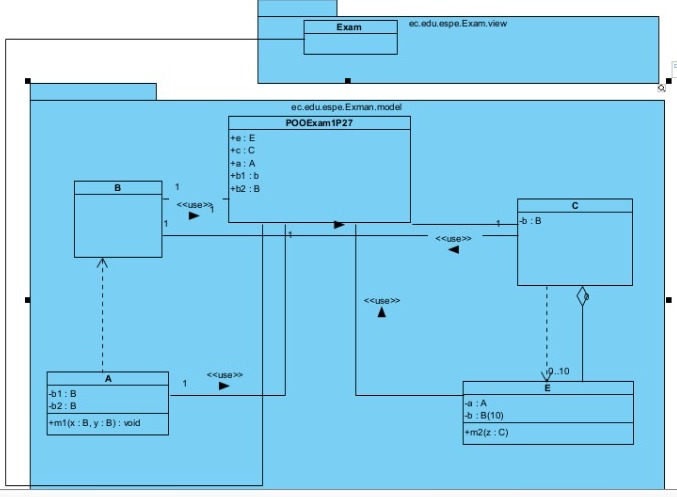 Exam
ec.edu.espe.Exam.view
ec.edu.espe.Exman.model
POOExam1P27
+e : E
+c : C
+a : A
+b1 : b
+b2 : B
B
1
<<use>>
1
1
1
C
-b : B
1
<<use>>
<<use>>
0
0..10
A
-b1 : B
-b2 : B
+m1(x : B, y : B) : void
1
<<use>>
E
-a : A
-b : B(10)
+m2(z : C)